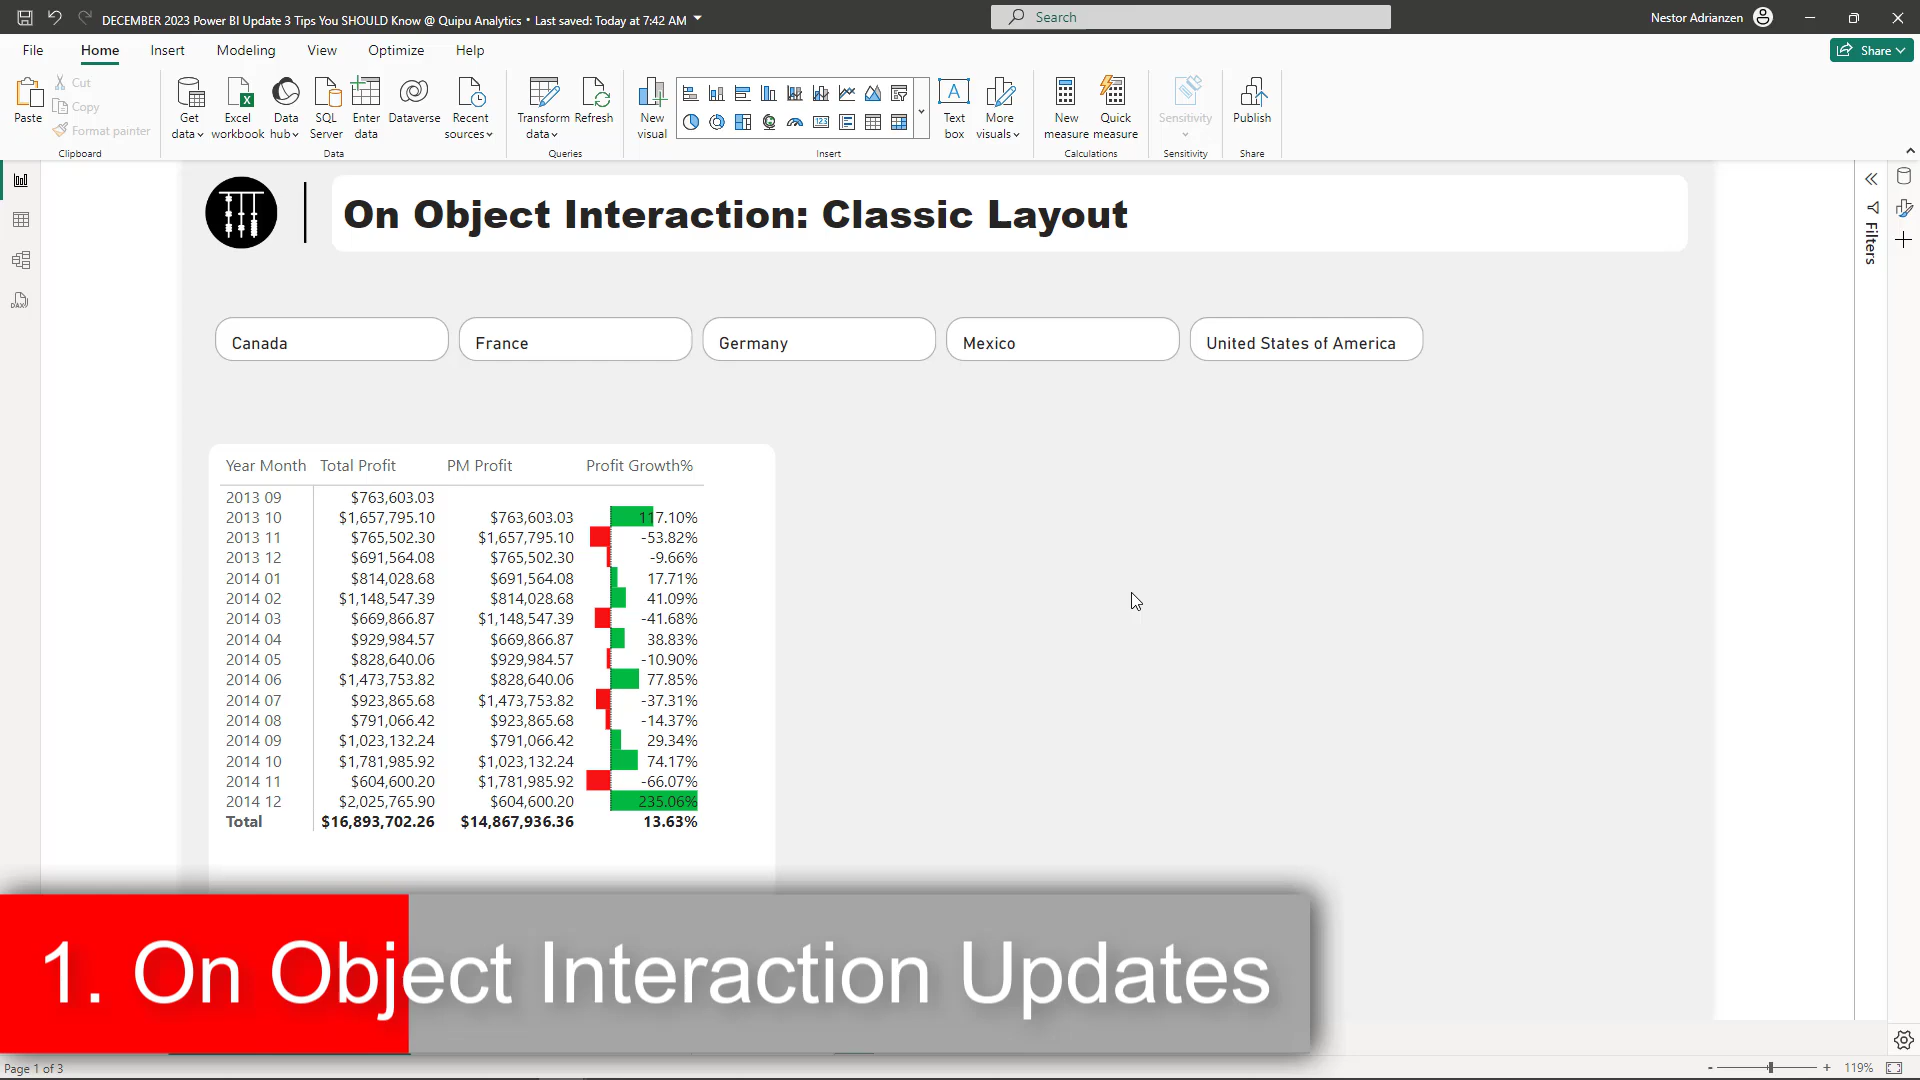 DECEMBER 2023 Power BI Update 3 Tips You SHOULD Know @ Quipu Analytics • Last saved: Today at 7:42 AM
Search
Nestor Adrianzen
File Home Insert Modeling View Optimize Help
Share
Paste
Cut
Copy
Format painter
Clipboard
Get data
Excel workbook
Data hub
SQL Server
Enter data
Dataverse
Recent sources
Data
Transform data
Refresh
Queries
New visual
Text box
More visuals
Insert
New measure
Quick measure
Calculations
Sensitivity
Sensitivity
Publish
Share
On Object Interaction: Classic Layout
Filters
DAX
123
A
Canada France Germany Mexico United States of America
Year Month Total Profit PM Profit Profit Growth%
2013 09 $763,603.03
2013 10 $1,657,795.10 $763,603.03 117.10%
2013 11 $765,502.30 $1,657,795.10 -53.82%
2013 12 $691,564.08 $765,502.30 -9.66%
2014 01 $814,028.68 $691,564.08 17.71%
2014 02 $1,148,547.39 $814,028.68 41.09%
2014 03 $669,866.87 $1,148,547.39 -41.68%
2014 04 $929,984.57 $669,866.87 38.83%
2014 05 $828,640.06 $929,984.57 -10.90%
2014 06 $1,473,753.82 $828,640.06 77.85%
2014 07 $923,865.68 $1,473,753.82 -37.31%
2014 08 $791,066.42 $923,865.68 -14.37%
2014 09 $1,023,132.24 $791,066.42 29.34%
2014 10 $1,781,985.92 $1,023,132.24 74.17%
2014 11 $604,600.20 $1,781,985.92 -66.07%
2014 12 $2,025,765.90 $604,600.20 235.06%
Total $16,893,702.26 $14,867,936.36 13.63%
1. On Object Interaction Updates
Page 1 of 3
- + 119%